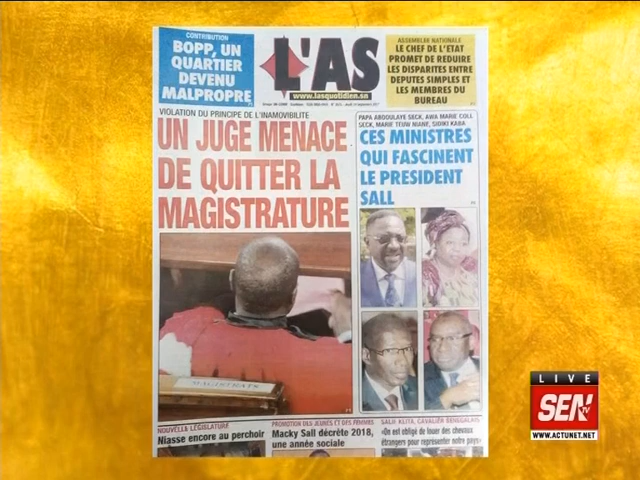 CONTRIBUTION
BOPP, UN
QUARTIER
DEVENU
MALPROPRE
L'AS
www.lasquotidien.sn
ASSEMBLEE NATIONALE
LE CHEF DE L'ETAT
PROMET DE REDUIRE
LES DISPARITES ENTRE
DEPUTES SIMPLES ET
LES MEMBRES DU
BUREAU
VIOLATION DU PRINCIPE DE L'INAMOVIBILITE
UN JUGE MENACE
DE QUITTER LA
MAGISTRATURE
PAPA ABDOULAYE SECK, AWA MARIE COLL
SECK, MARIE TEUW NIANE, SIDIKI KABA
CES MINISTRES
QUI FASCINENT
LE PRESIDENT
SALL
MAGISTRATS
NOUVELLE LEGISLATURE
Niasse encore au perchoir
PROMOTION DES JEUNES ET DES FEMMES
Macky Sall décrète 2018,
une année sociale
SALIF KEITA, CAVALIER SENEGALAIS
«On est obligé de louer des chevaux
étrangers pour représenter notre pays»
LIVE
SEN TV
WWW.ACTUNET.NET